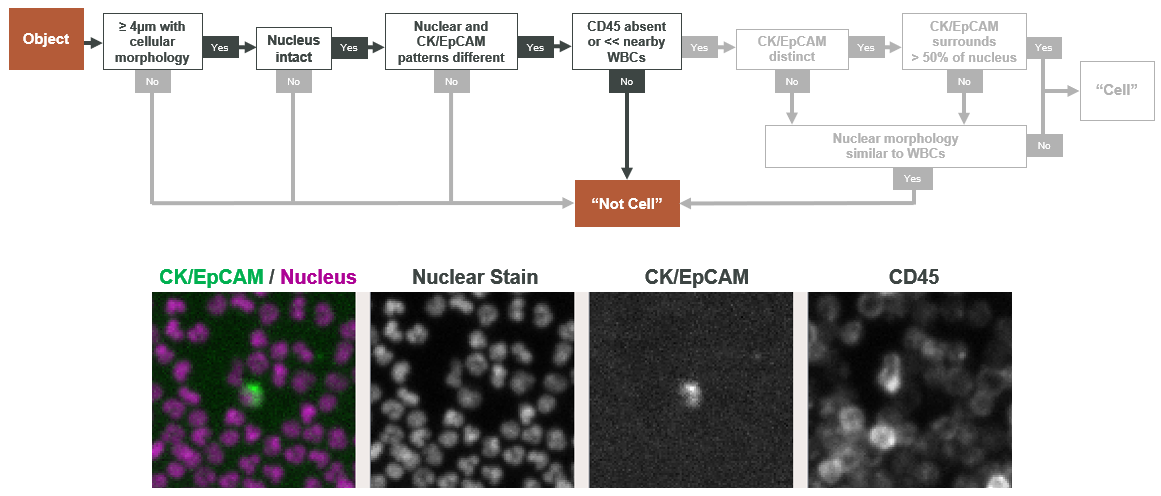 Object
≥ 4µm with
cellular
morphology
Yes
No
Nucleus
intact
Yes
No
Nuclear and
CK/EpCAM
patterns different
Yes
No
CD45 absent
or << nearby
WBCs
Yes
No
CK/EpCAM
distinct
Yes
No
CK/EpCAM
surrounds
> 50% of nucleus
Yes
No
“Cell”
Nuclear morphology
similar to WBCs
No
Yes
“Not Cell”
CK/EpCAM / Nucleus
Nuclear Stain
CK/EpCAM
CD45